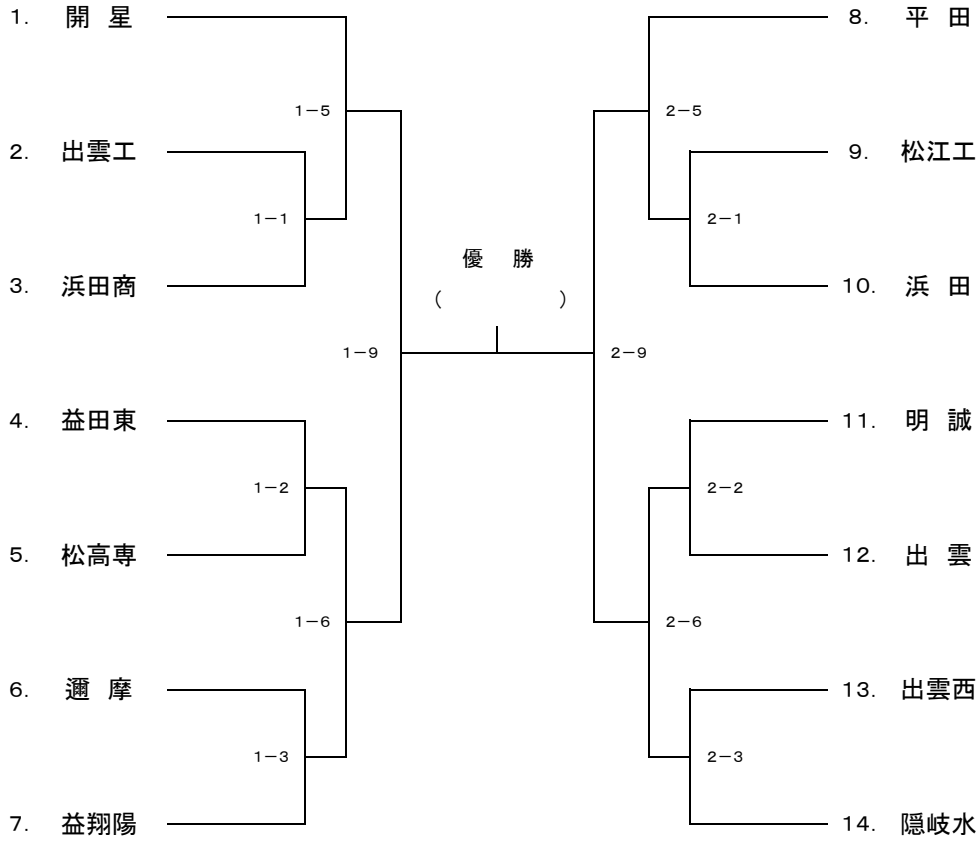 1. 開 星
1-5
2. 出雲工
1-1
3. 浜田商
1-9
4. 益田東
1-2
5. 松高専
1-6
6. 邇 摩
1-3
7. 益翔陽
優 勝
( )
8. 平 田
2-5
9. 松江工
2-1
10. 浜 田
2-9
11. 明 誠
2-2
12. 出 雲
2-6
13. 出雲西
2-3
14. 隠岐水